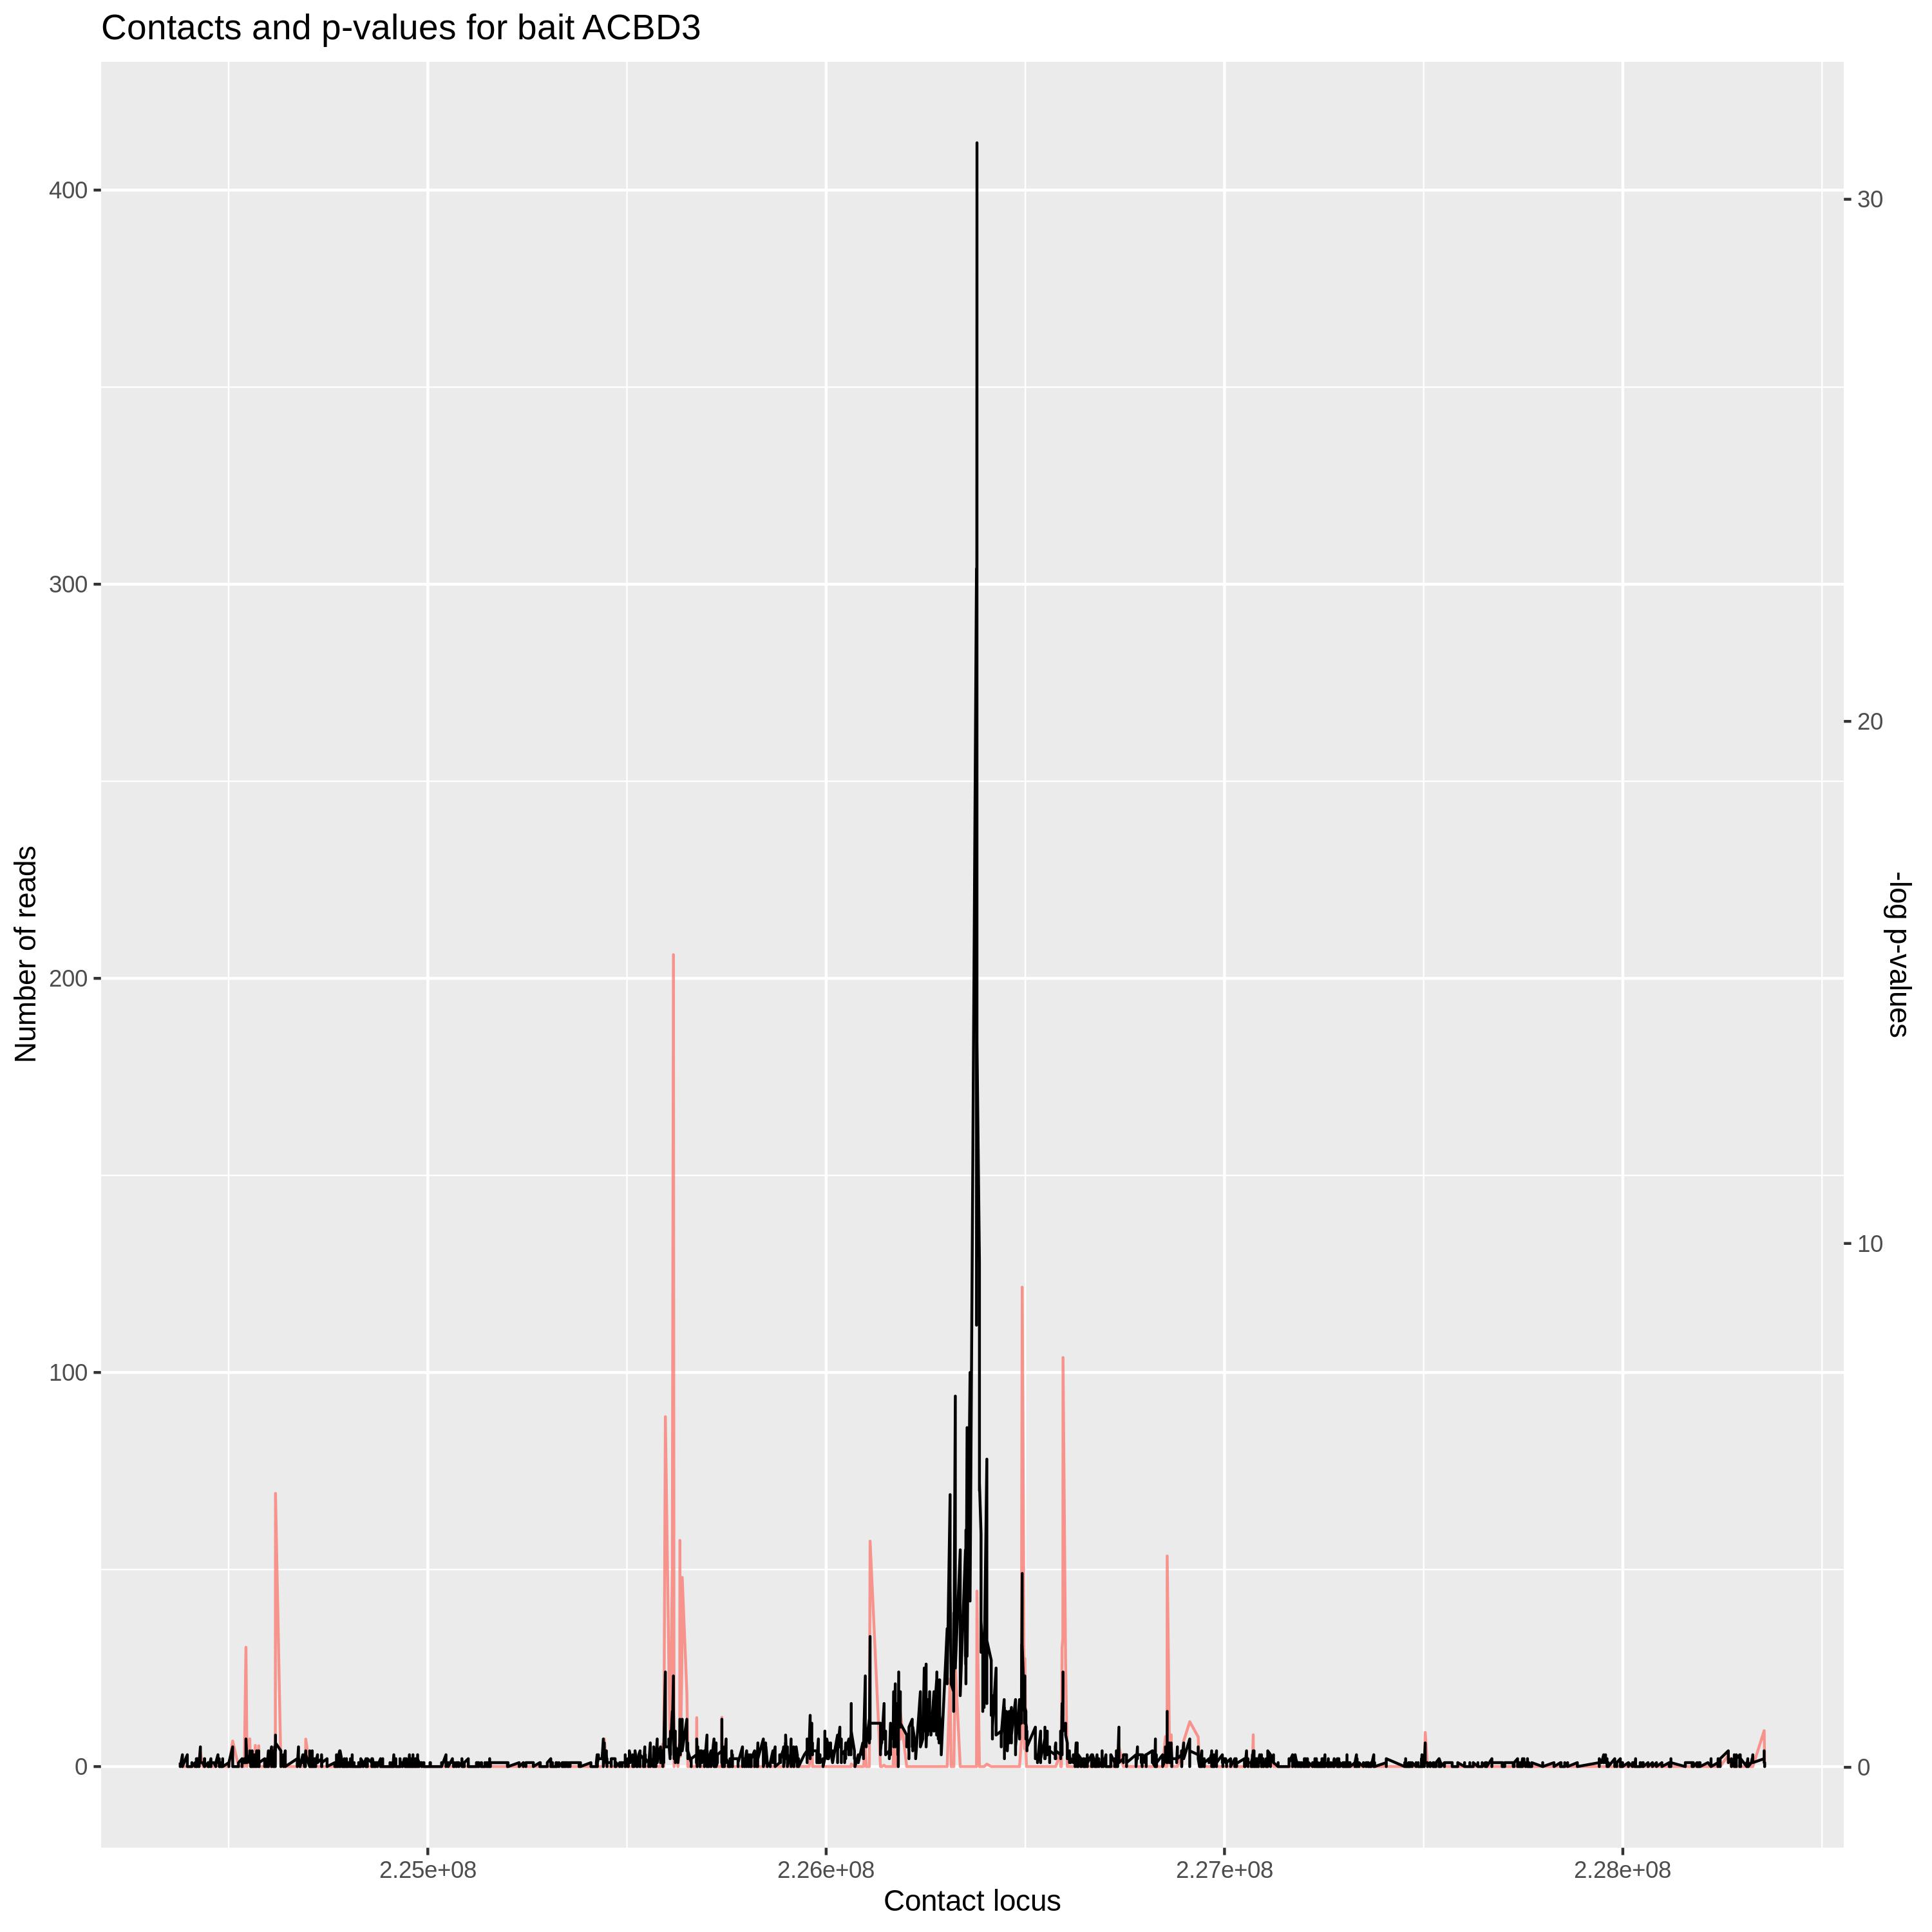 Contacts and p-values for bait ACBD3
400
300
200
100
0
Number of reads
30
20
10
0
-log p-values
2.25e+08
2.26e+08
2.27e+08
2.28e+08
Contact locus